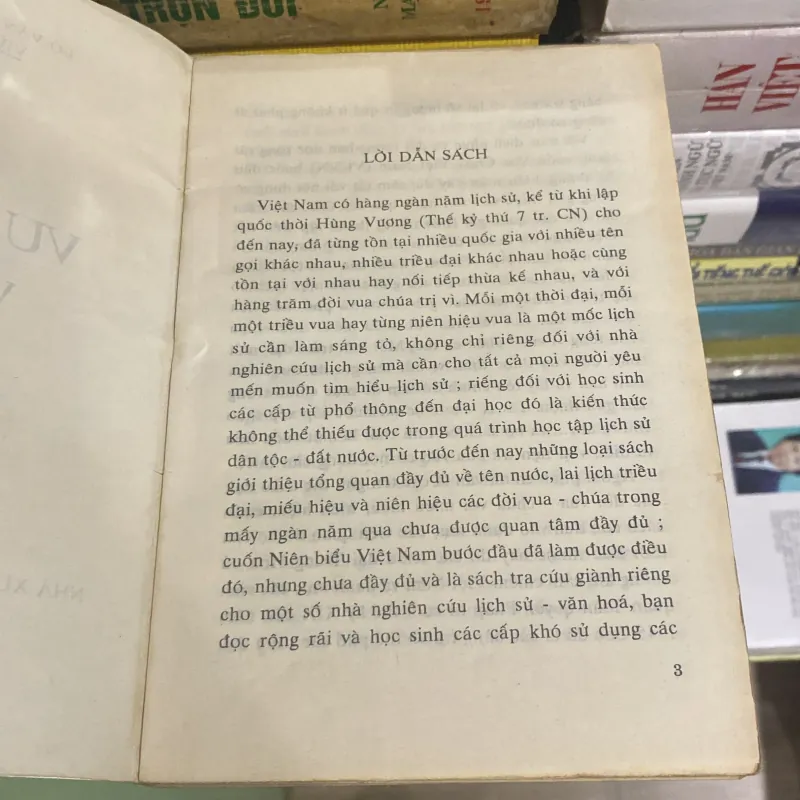 TRỌN ĐỜI
LỜI DẪN SÁCH
Việt Nam có hàng ngàn năm lịch sử, kể từ khi lập
quốc thời Hùng Vương (Thế kỷ thứ 7 tr. CN) cho
đến nay, đã từng tồn tại nhiều quốc gia với nhiều tên
gọi khác nhau, nhiều triều đại khác nhau hoặc cùng
tồn tại với nhau hay nối tiếp thừa kế nhau, và với
hàng trăm đời vua chúa trị vì. Mỗi một thời đại, mỗi
một triều vua hay từng niên hiệu vua là một mốc lịch
sử cần làm sáng tỏ, không chỉ riêng đối với nhà
nghiên cứu lịch sử mà cần cho tất cả mọi người yêu
mến muốn tìm hiểu lịch sử ; riếng đối với học sinh
các cấp từ phổ thông đến đại học đó là kiến thức
không thể thiếu được trong quá trình học tập lịch sử
dân tộc - đất nước. Từ trước đến nay những loại sách
giới thiệu tổng quan đầy đủ về tên nước, lai lịch triều
đại, miếu hiệu và niên hiệu các đời vua - chúa trong
mấy ngàn năm qua chưa được quan tâm đầy đủ ;
cuốn Niên biểu Việt Nam bước đầu đã làm được điều
đó, nhưng chưa đầy đủ và là sách tra cứu giành riêng
cho một số nhà nghiên cứu lịch sử - văn hoá, bạn
đọc rộng rãi và học sinh các cấp khó sử dụng các
3
HÁN
VIỆT
VU
V
NHÀ XU